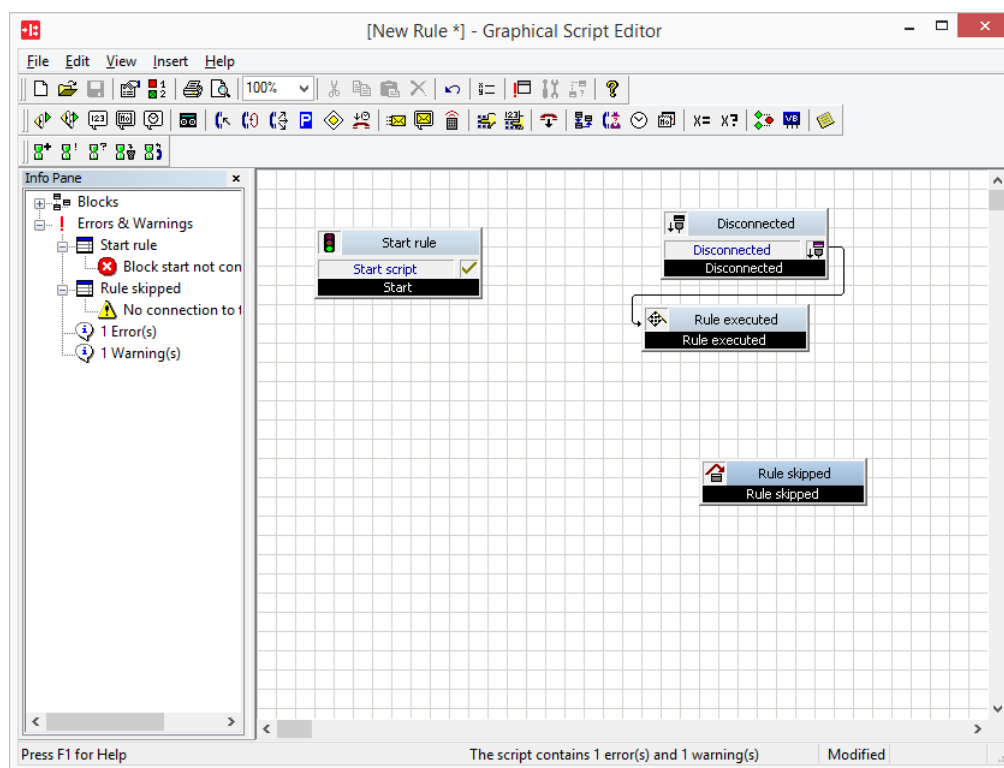 [New Rule *] - Graphical Script Editor
File Edit View Insert Help
100%
Info Pane
Blocks
Errors & Warnings
Start rule
Block start not con
Rule skipped
No connection to t
1 Error(s)
1 Warning(s)
Start rule
Start script
Start
Disconnected
Disconnected
Disconnected
Rule executed
Rule executed
Rule skipped
Rule skipped
Press F1 for Help
The script contains 1 error(s) and 1 warning(s)
Modified